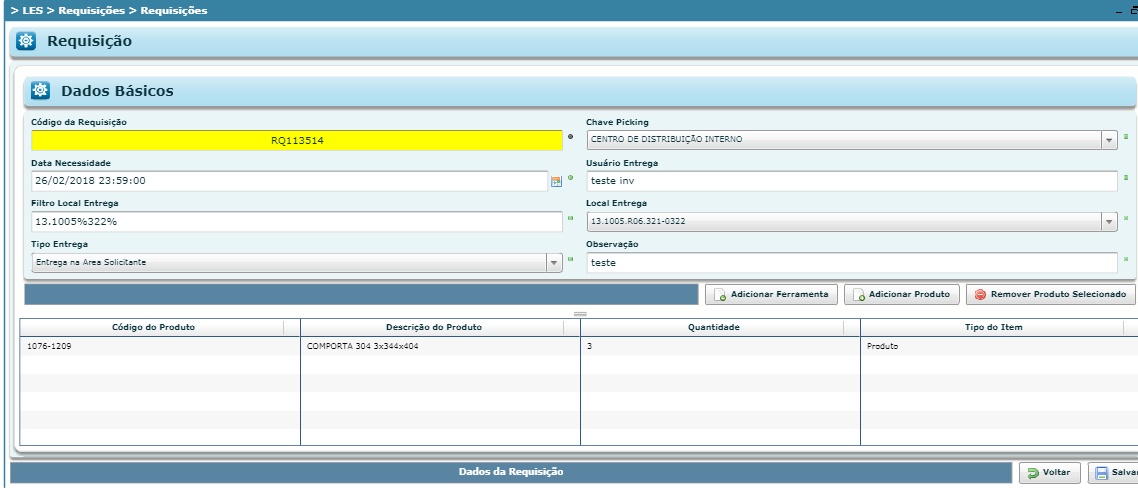 > LES > Requisições > Requisições
Requisição
Dados Básicos
Código da Requisição
Chave Picking
RQ113514
CENTRO DE DISTRIBUIÇÃO INTERNO
Data Necessidade
Usuário Entrega
26/02/2018 23:59:00
teste inv
Filtro Local Entrega
Local Entrega
13.1005%322%
13.1005.R06.321-0322
Tipo Entrega
Observação
Entrega na Area Solicitante
teste
Adicionar Ferramenta Adicionar Produto Remover Produto Selecionado
Código do Produto Descrição do Produto Quantidade Tipo do Item
1076-1209 COMPORTA 304 3x344x404 3 Produto
Dados da Requisição Voltar Salva